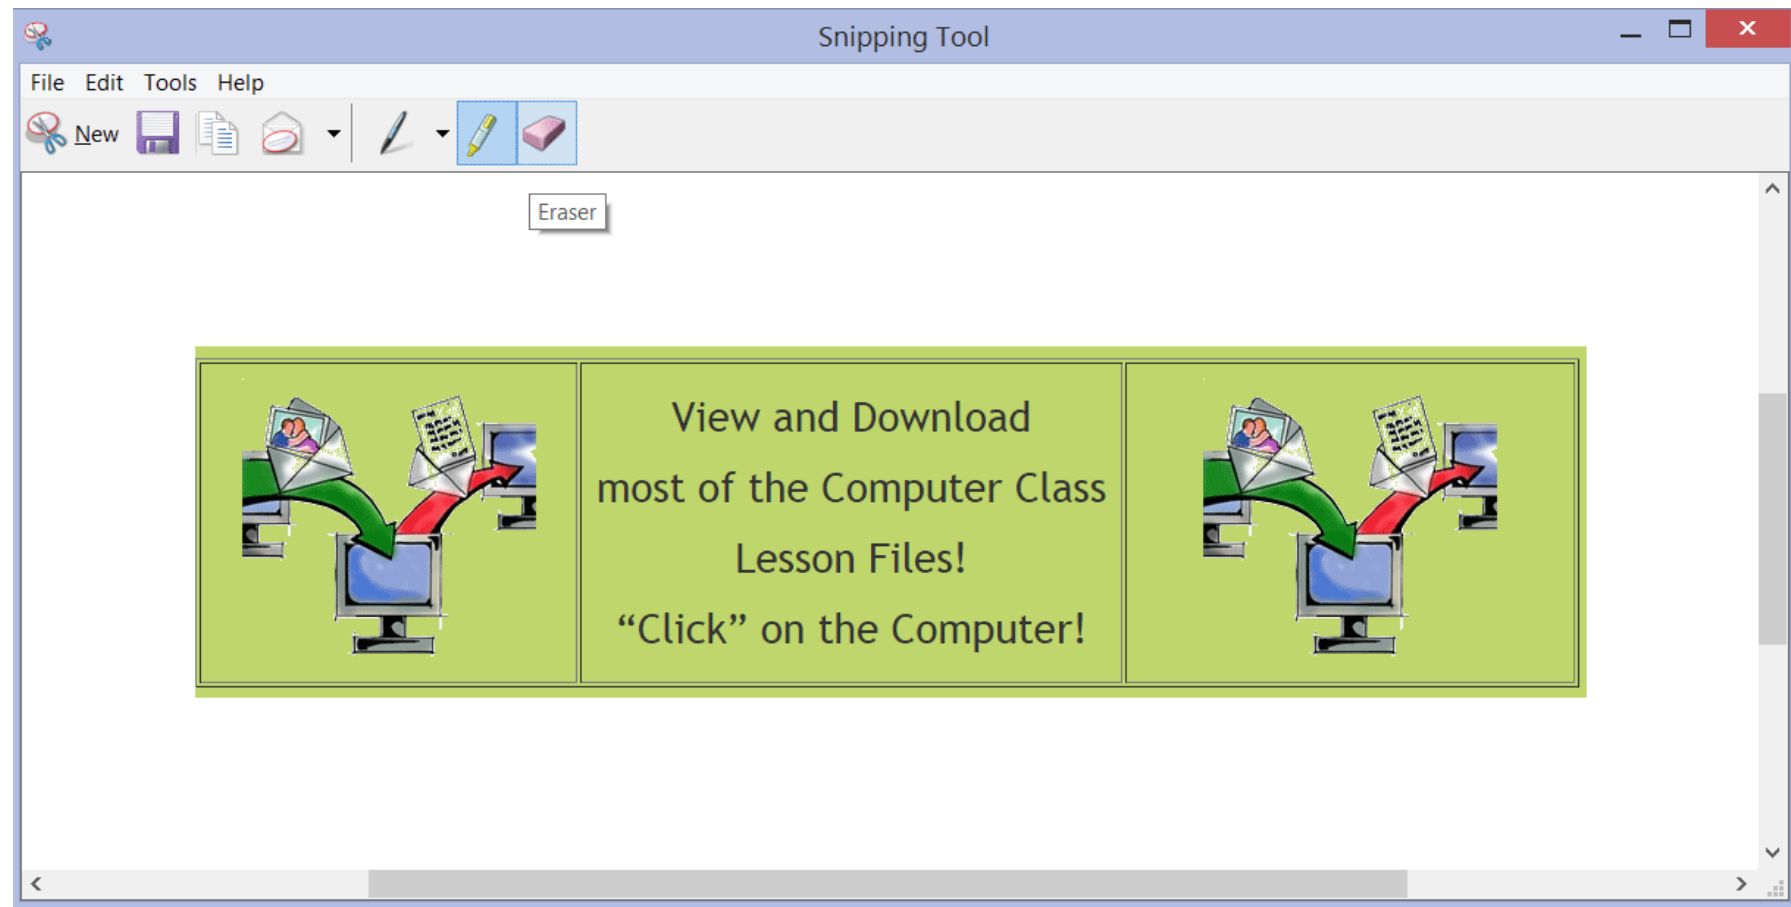 Snipping Tool
File Edit Tools Help
New
Eraser
View and Download
most of the Computer Class
Lesson Files!
“Click” on the Computer!